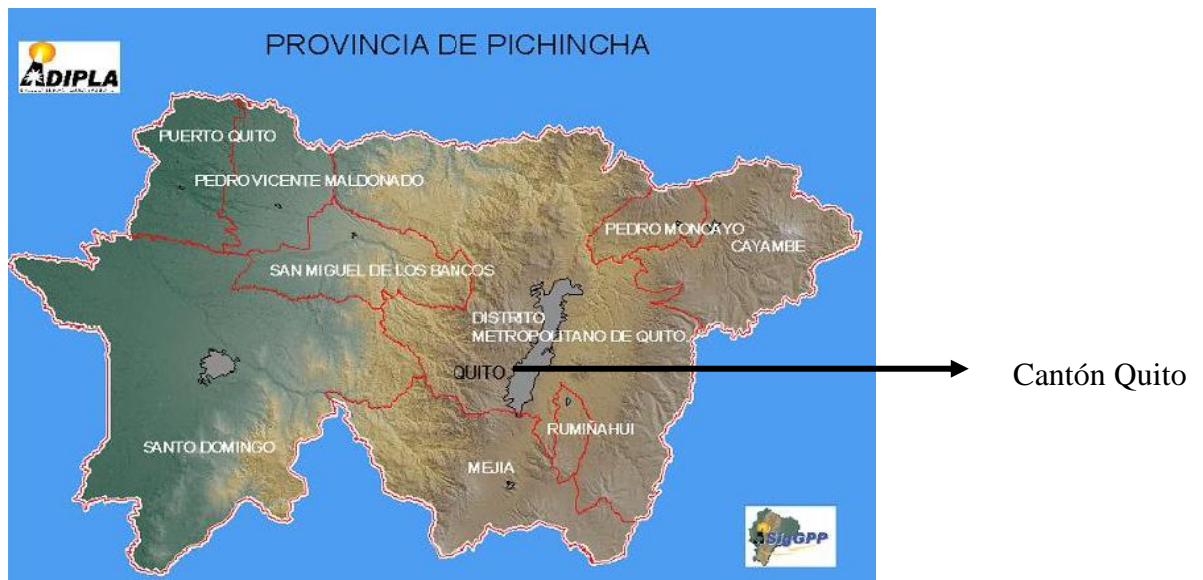 PROVINCIA DE PICHINCHA
ADIPLA
PUERTO QUITO
PEDRO VICENTE MALDONADO
PEDRO MONCAYO
CAYAMBE
SAN MIGUEL DE LOS BANCOS
DISTRITO
METROPOLITANO DE QUITO.
QUITO
Cantón Quito
RUMIÑAHUI
SANTO DOMINGO
MEJIA
SigGPP